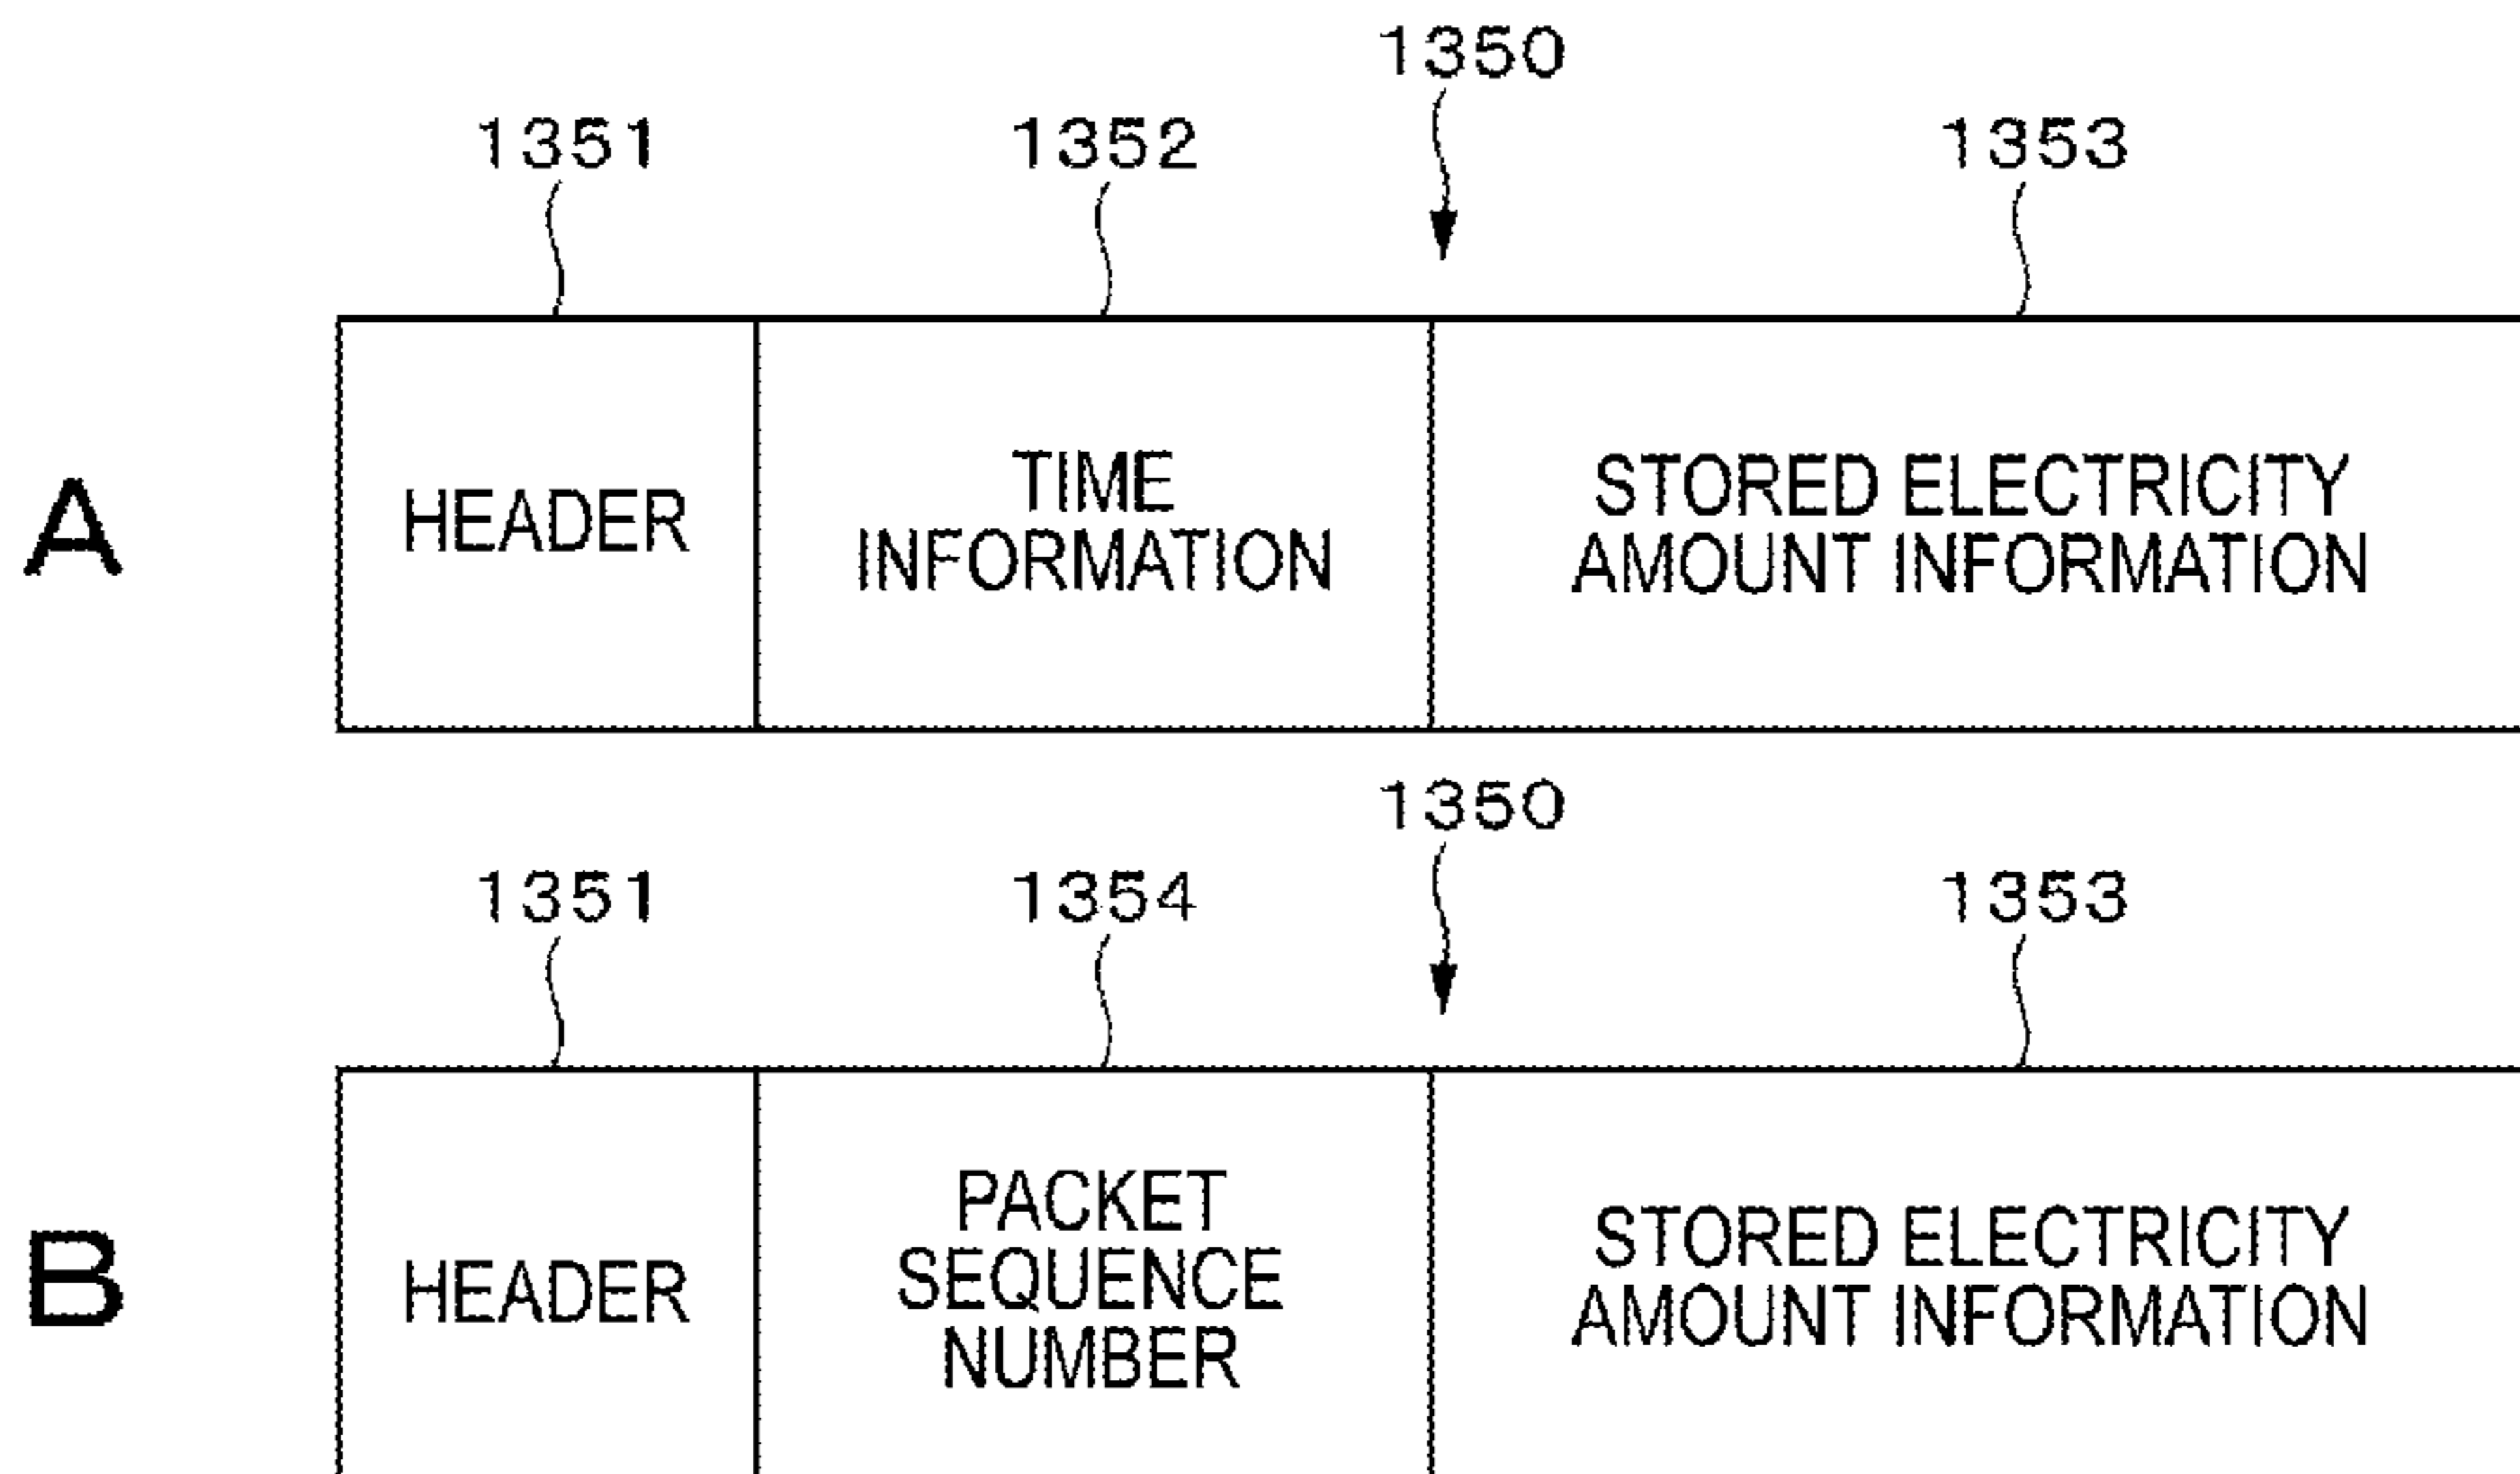 1350
1351 1352 1353
A
HEADER
TIME
INFORMATION
STORED ELECTRICITY
AMOUNT INFORMATION
1350
1351 1354 1353
B
HEADER
PACKET
SEQUENCE
NUMBER
STORED ELECTRICITY
AMOUNT INFORMATION